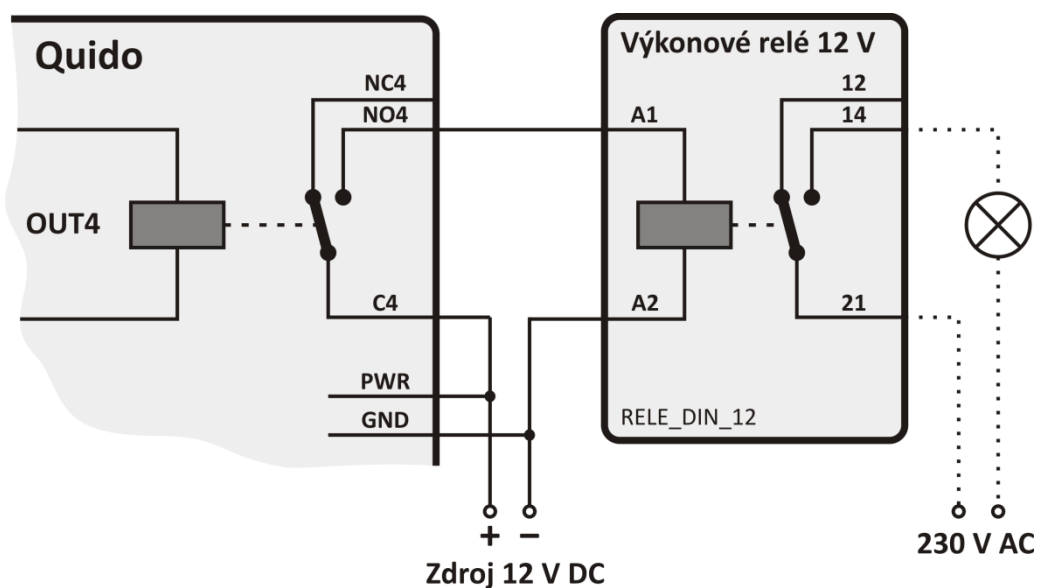 Quido
NC4
NO4
OUT4
C4
PWR
GND
Výkonové relé 12 V
12
14
A1
A2
21
RELE_DIN_12
+ −
Zdroj 12 V DC
230 V AC